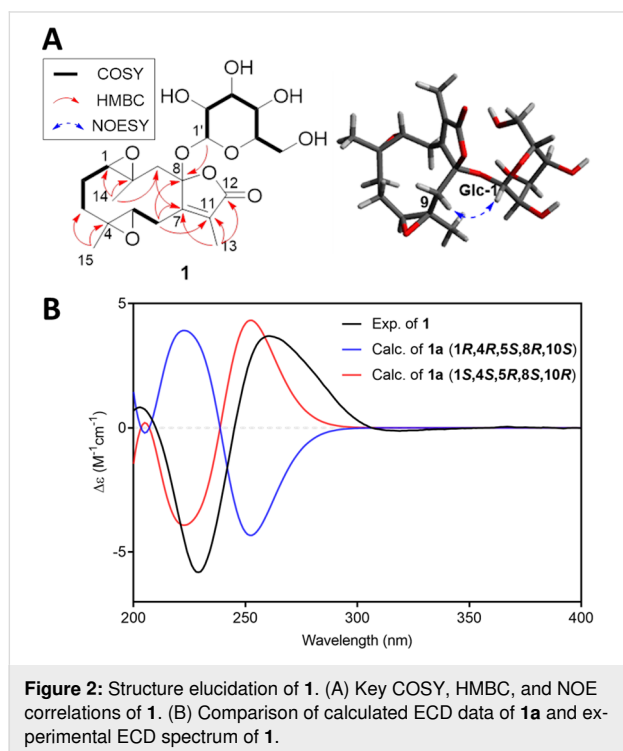 A
COSY
HMBC
NOESY
OH
HO
OH
OH
1'
O
O
1
O
8
O
12
O
14
7
11
4
O
13
15
1
9
Glc-1
B
5
Exp. of 1
Calc. of 1a (1R,4R,5S,8R,10S)
Calc. of 1a (1S,4S,5R,8S,10R)
0
-5
Δε (M-1cm-1)
200 250 300 350 400
Wavelength (nm)
Figure 2: Structure elucidation of 1. (A) Key COSY, HMBC, and NOE
correlations of 1. (B) Comparison of calculated ECD data of 1a and ex-
perimental ECD spectrum of 1.